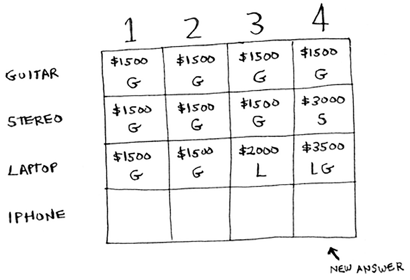 1 2 3 4
GUITAR $1500 G $1500 G $1500 G $1500 G
STEREO $1500 G $1500 G $1500 G $3000 S
LAPTOP $1500 G $1500 G $2000 L $3500 LG
IPHONE
NEW ANSWER